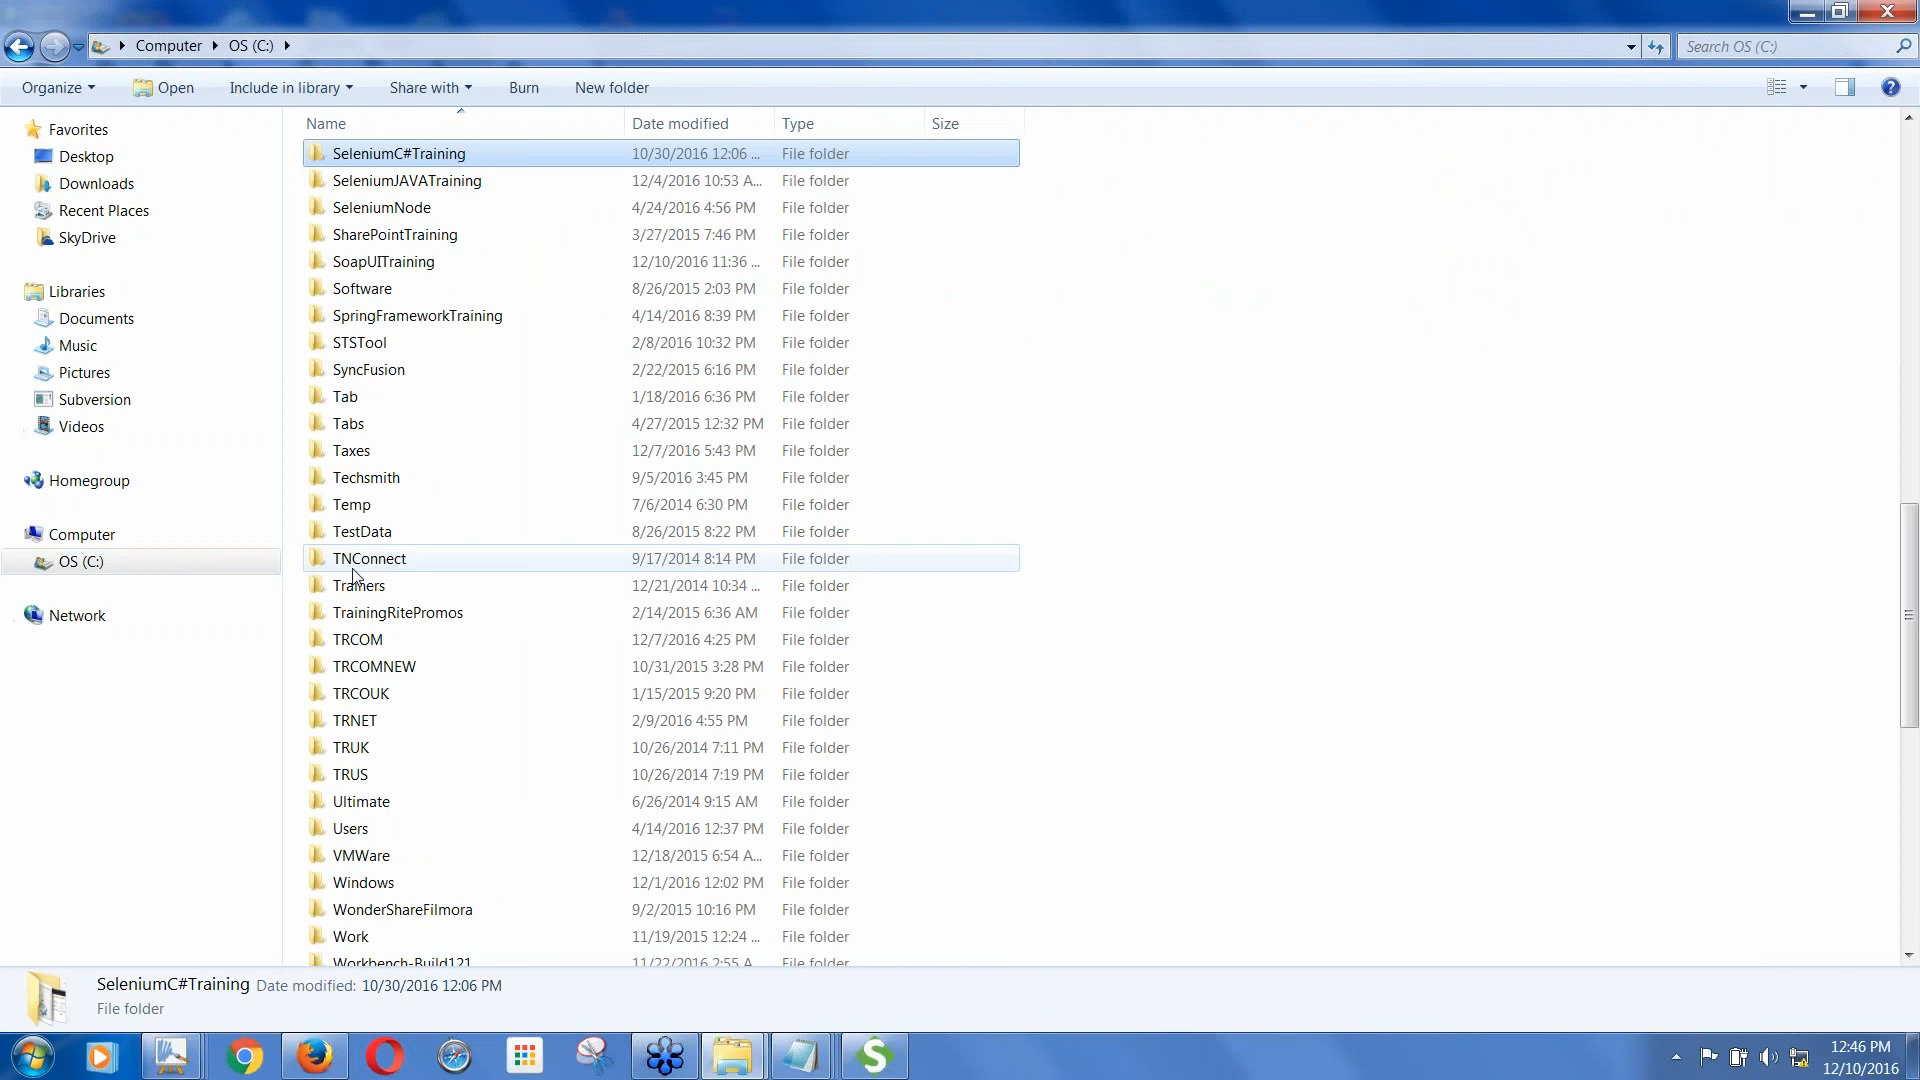 Computer OS (C:)
Search OS (C:)
Organize Open Include in library Share with Burn New folder
Favorites
Desktop
Downloads
Recent Places
SkyDrive
Libraries
Documents
Music
Pictures
Subversion
Videos
Homegroup
Computer
OS (C:)
Network
Name Date modified Type Size
SeleniumC#Training 10/30/2016 12:06 ... File folder
SeleniumJAVATraining 12/4/2016 10:53 A... File folder
SeleniumNode 4/24/2016 4:56 PM File folder
SharePointTraining 3/27/2015 7:46 PM File folder
SoapUITraining 12/10/2016 11:36 ... File folder
Software 8/26/2015 2:03 PM File folder
SpringFrameworkTraining 4/14/2016 8:39 PM File folder
STSTool 2/8/2016 10:32 PM File folder
SyncFusion 2/22/2015 6:16 PM File folder
Tab 1/18/2016 6:36 PM File folder
Tabs 4/27/2015 12:32 PM File folder
Taxes 12/7/2016 5:43 PM File folder
Techsmith 9/5/2016 3:45 PM File folder
Temp 7/6/2014 6:30 PM File folder
TestData 8/26/2015 8:22 PM File folder
TNConnect 9/17/2014 8:14 PM File folder
Trainers 12/21/2014 10:34 ... File folder
TrainingRitePromos 2/14/2015 6:36 AM File folder
TRCOM 12/7/2016 4:25 PM File folder
TRCOMNEW 10/31/2015 3:28 PM File folder
TRCOUK 1/15/2015 9:20 PM File folder
TRNET 2/9/2016 4:55 PM File folder
TRUK 10/26/2014 7:11 PM File folder
TRUS 10/26/2014 7:19 PM File folder
Ultimate 6/26/2014 9:15 AM File folder
Users 4/14/2016 12:37 PM File folder
VMWare 12/18/2015 6:54 A... File folder
Windows 12/1/2016 12:02 PM File folder
WonderShareFilmora 9/2/2015 10:16 PM File folder
Work 11/19/2015 12:24 ... File folder
Workbench-Build121 11/22/2016 2:55 A... File folder
SeleniumC#Training Date modified: 10/30/2016 12:06 PM
File folder
12:46 PM
12/10/2016